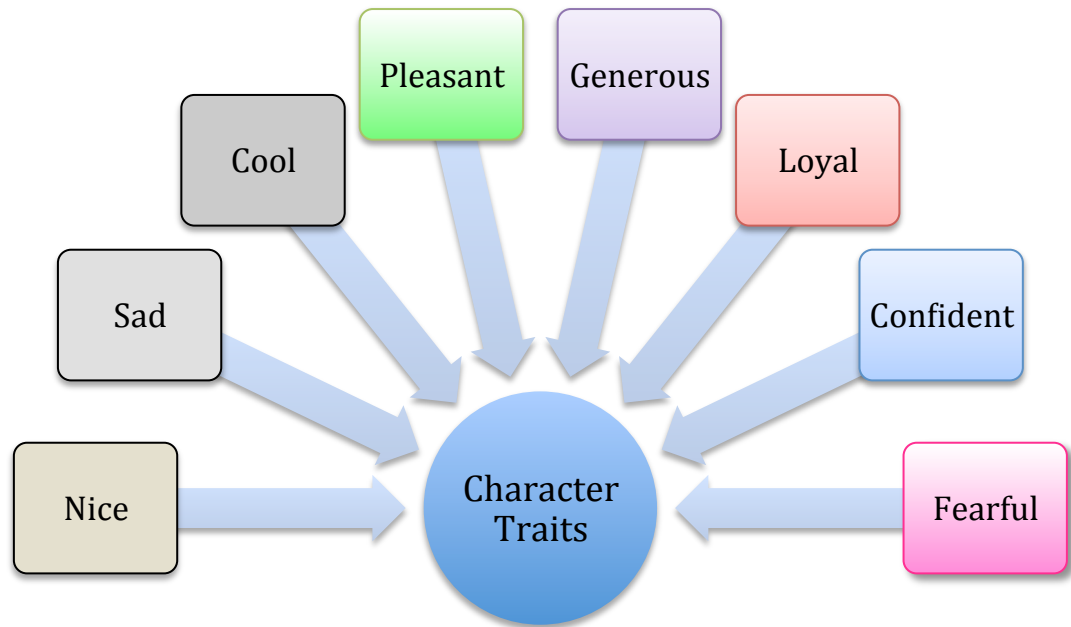 Pleasant
Generous
Cool
Loyal
Sad
Confident
Nice
Character
Traits
Fearful